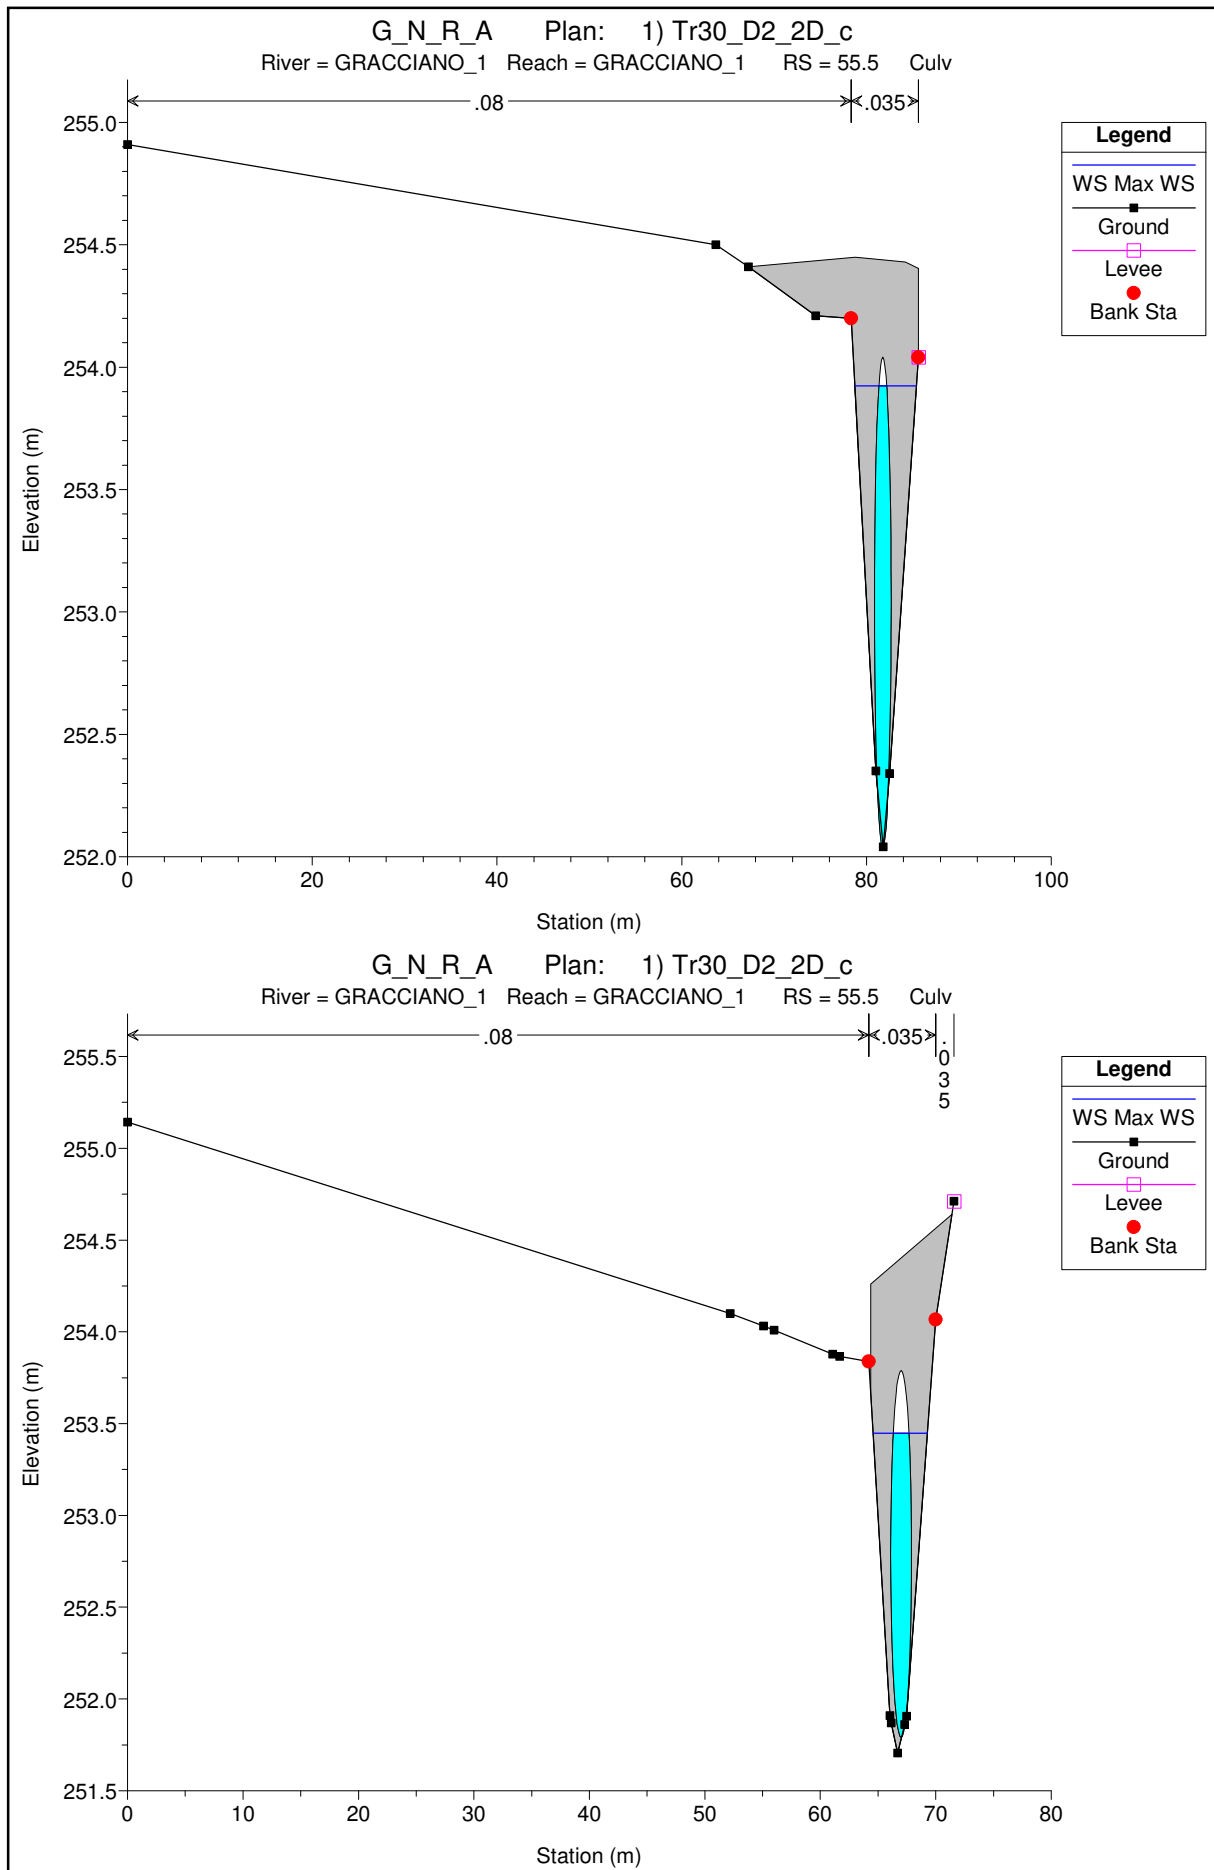 G_N_R_A Plan: 1) Tr30_D2_2D_c
River = GRACCIANO_1 Reach = GRACCIANO_1 RS = 55.5 Culv
.08
.035
255.0
254.5
254.0
253.5
253.0
252.5
252.0
Elevation (m)
0 20 40 60 80 100
Station (m)
Legend
WS Max WS
Ground
Levee
Bank Sta
G_N_R_A Plan: 1) Tr30_D2_2D_c
River = GRACCIANO_1 Reach = GRACCIANO_1 RS = 55.5 Culv
.08
.035
.035
255.5
255.0
254.5
254.0
253.5
253.0
252.5
252.0
251.5
Elevation (m)
0 10 20 30 40 50 60 70 80
Station (m)
Legend
WS Max WS
Ground
Levee
Bank Sta